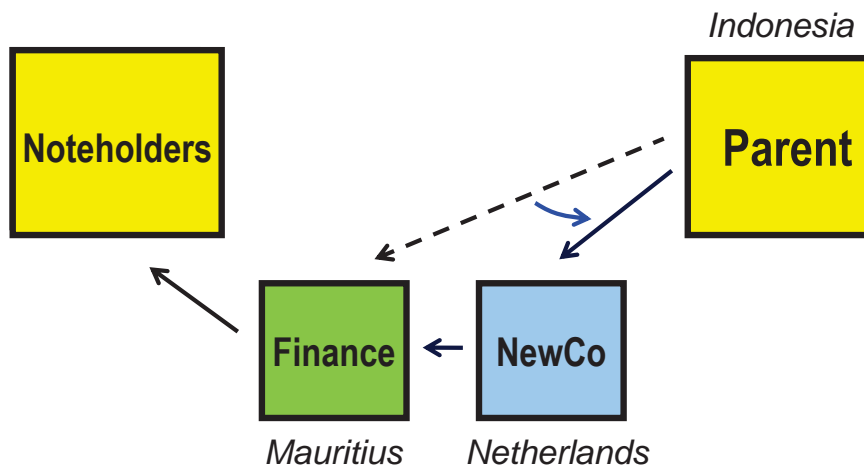 Indonesia
Noteholders
Parent
Finance
NewCo
Mauritius
Netherlands